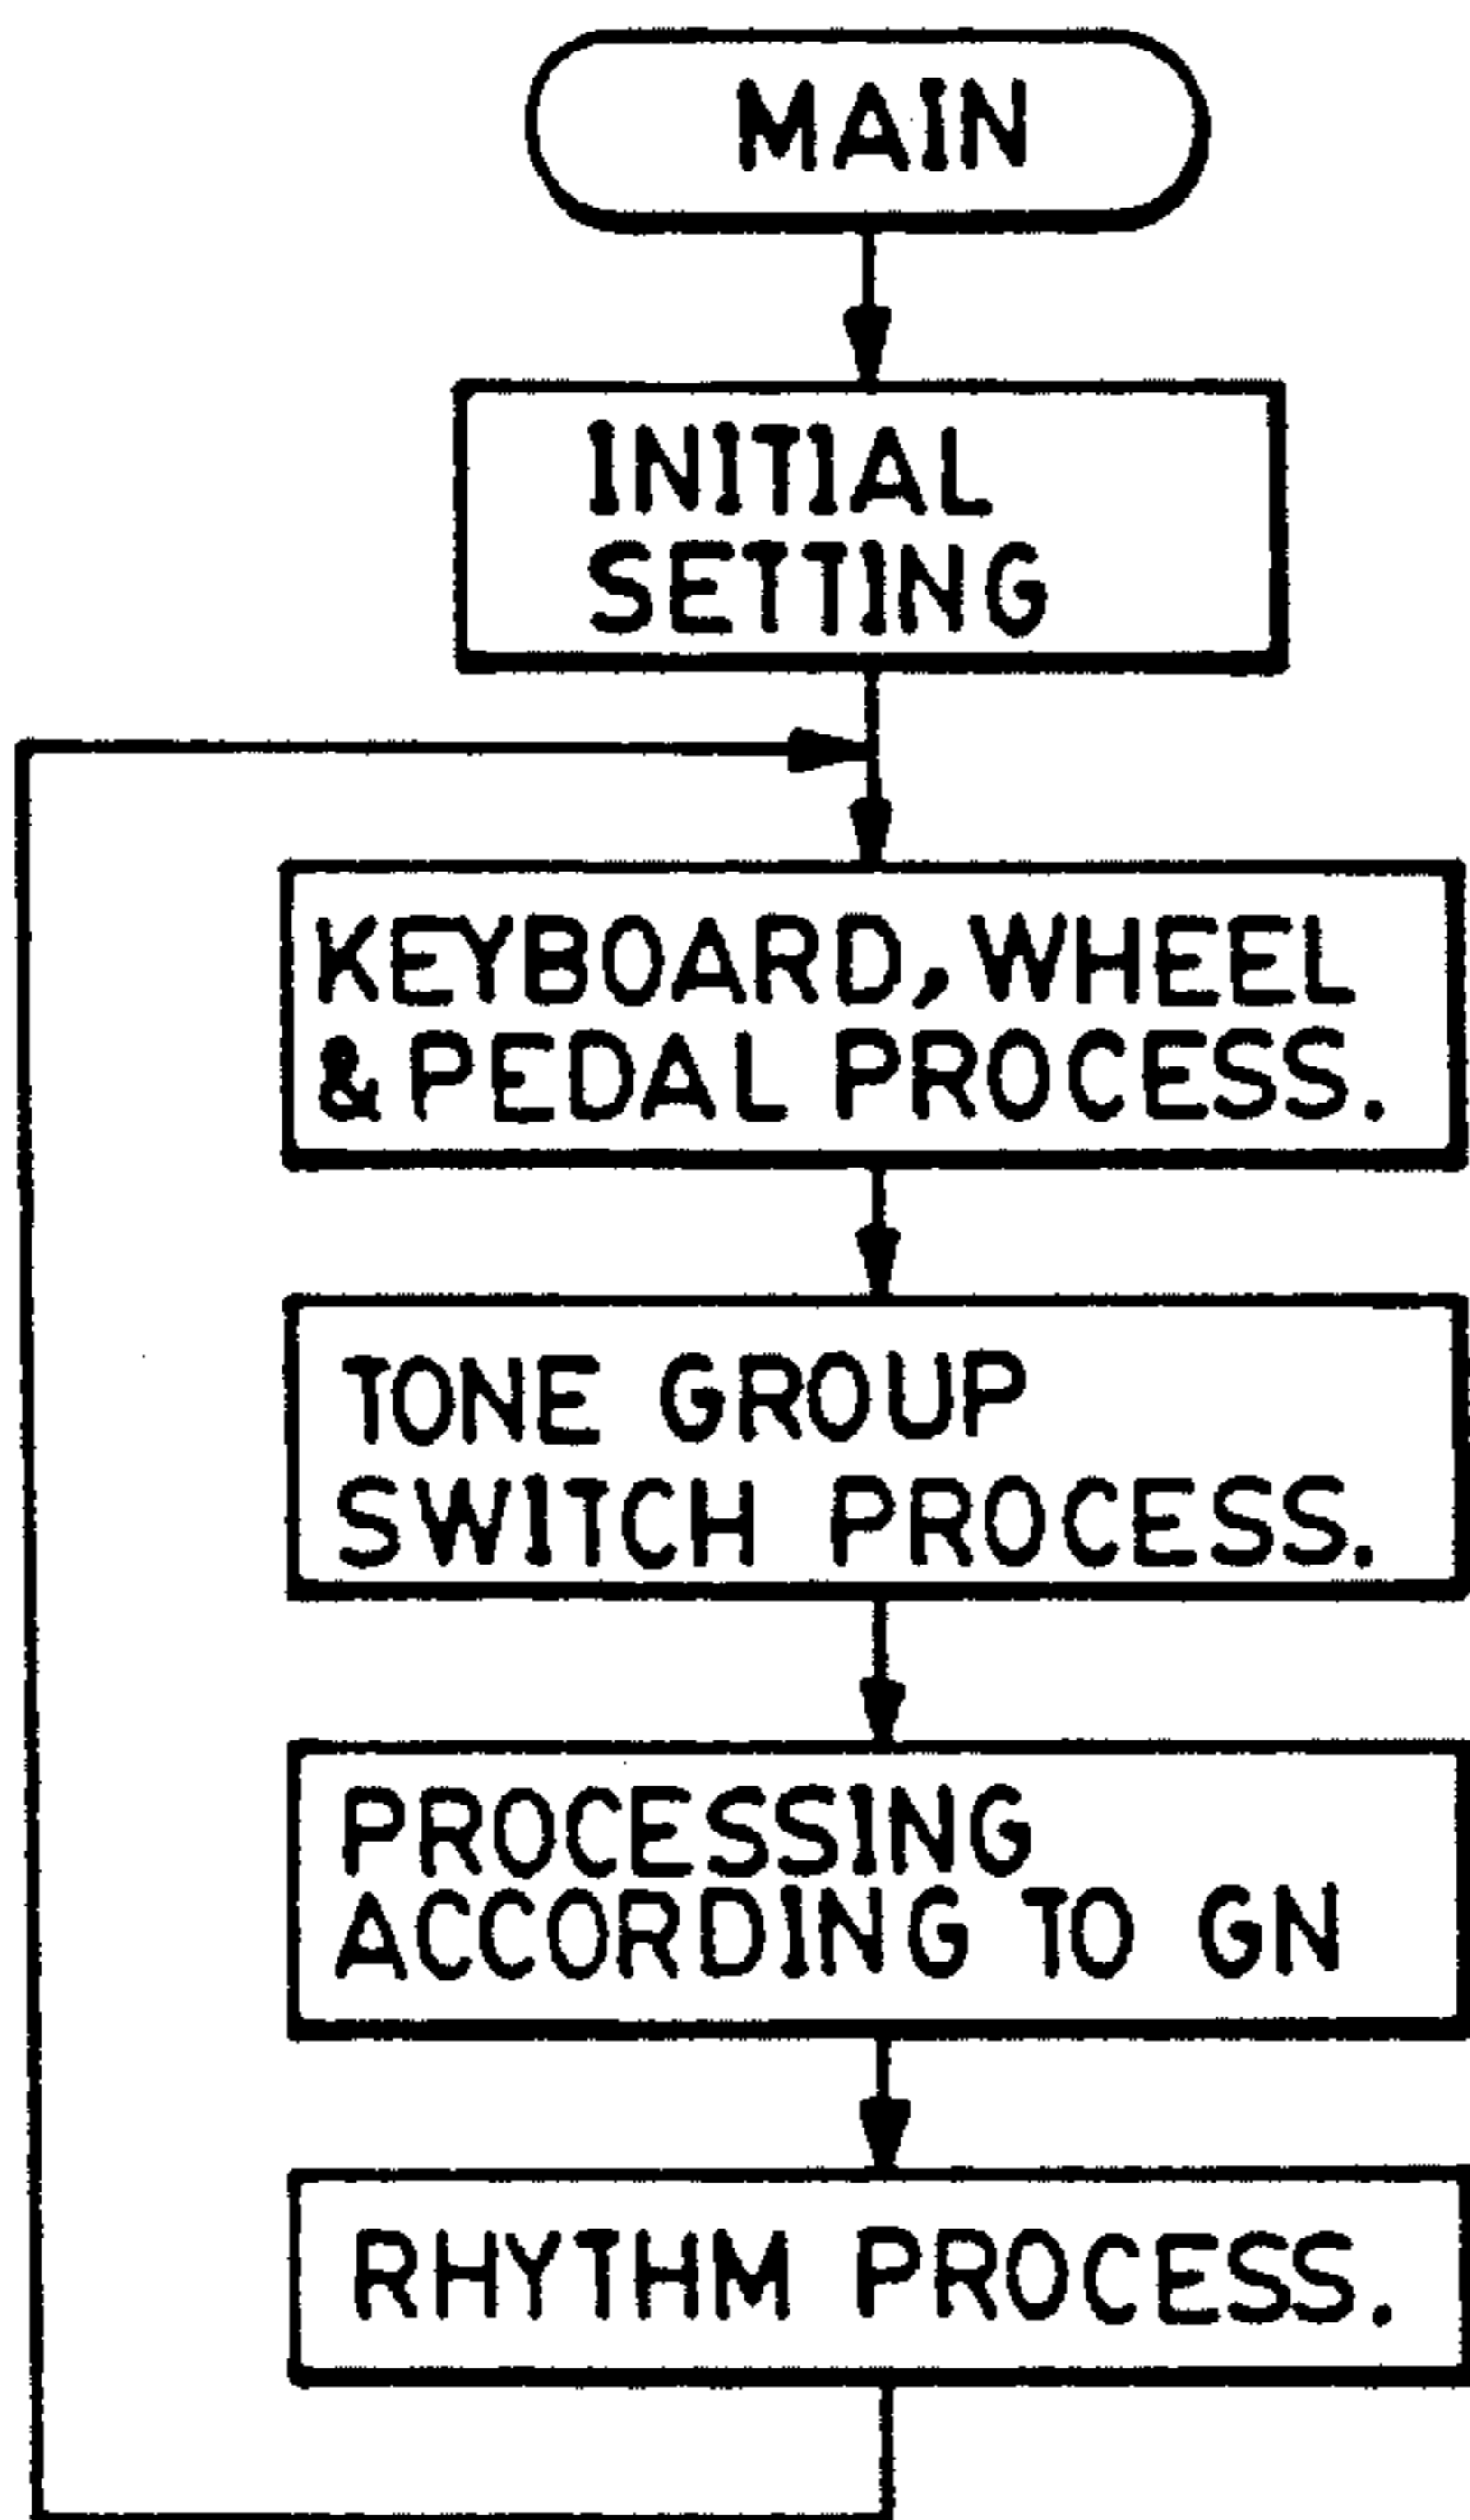 MAIN
INITIAL
SETTING
KEYBOARD, WHEEL
& PEDAL PROCESS.
TONE GROUP
SWITCH PROCESS.
PROCESSING
ACCORDING TO GN
RHYTHM PROCESS.